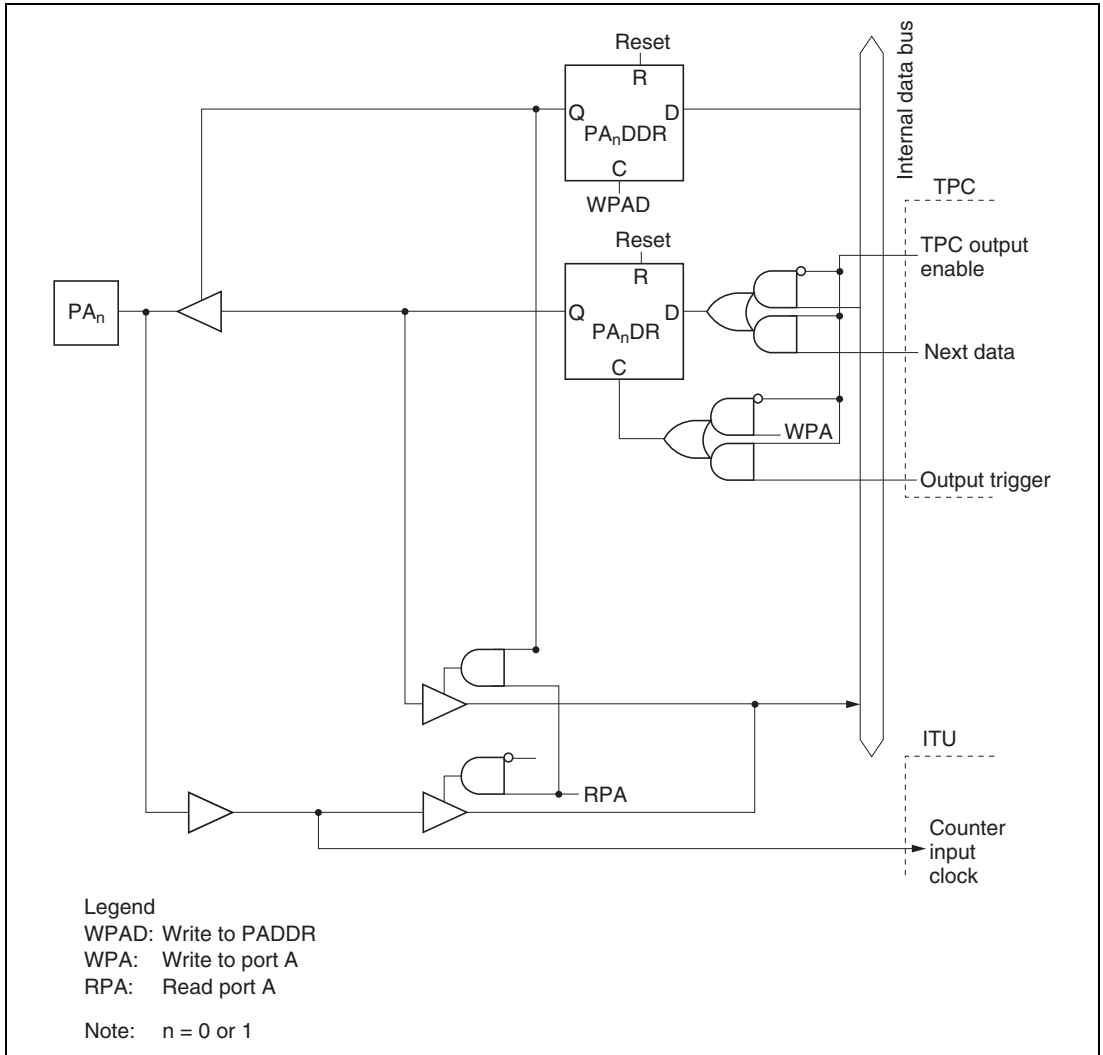 Reset
R
Q
D
PAnDDR
C
WPAD
Internal data bus
TPC
Reset
R
TPC output
enable
PAn
Q
D
PAnDR
C
Next data
WPA
Output trigger
ITU
RPA
Counter
input
clock
Legend
WPAD: Write to PADDR
WPA: Write to port A
RPA: Read port A
Note: n = 0 or 1